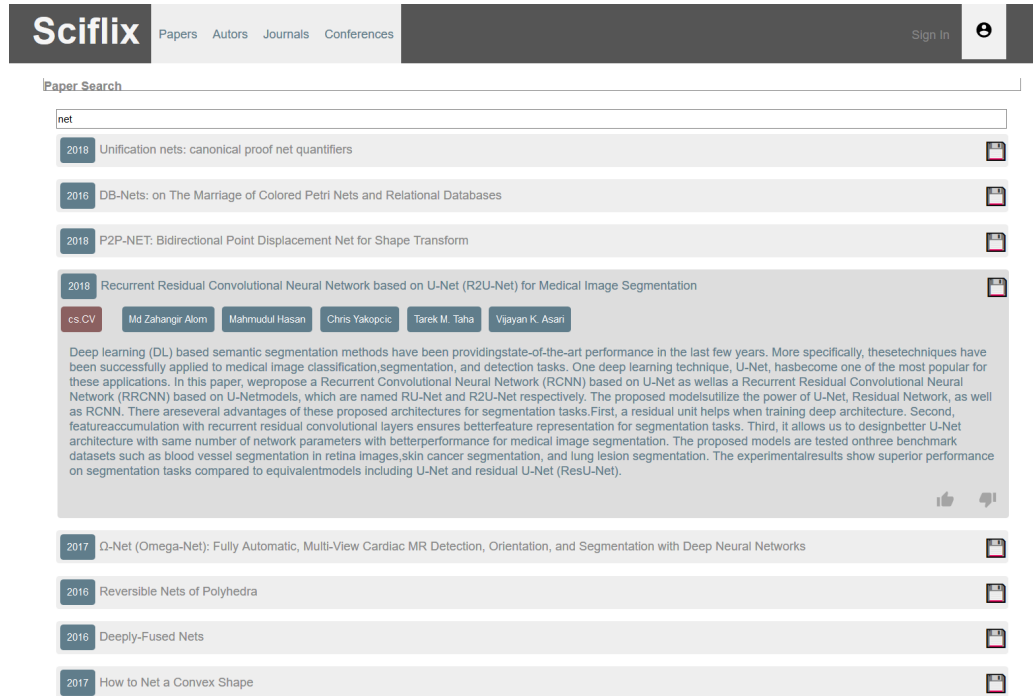 Sciflix Papers Autors Journals Conferences Sign In
Paper Search
net
2018 Unification nets: canonical proof net quantifiers
2016 DB-Nets: on The Marriage of Colored Petri Nets and Relational Databases
2018 P2P-NET: Bidirectional Point Displacement Net for Shape Transform
2018 Recurrent Residual Convolutional Neural Network based on U-Net (R2U-Net) for Medical Image Segmentation
cs.CV Md Zahangir Alom Mahmudul Hasan Chris Yakopcic Tarek M. Taha Vijayan K. Asari
Deep learning (DL) based semantic segmentation methods have been providingstate-of-the-art performance in the last few years. More specifically, thesetechniques have
been successfully applied to medical image classification,segmentation, and detection tasks. One deep learning technique, U-Net, hasbecome one of the most popular for
these applications. In this paper, wepropose a Recurrent Convolutional Neural Network (RCNN) based on U-Net as wellas a Recurrent Residual Convolutional Neural
Network (RRCNN) based on U-Netmodels, which are named RU-Net and R2U-Net respectively. The proposed modelsutilize the power of U-Net, Residual Network, as well
as RCNN. There areseveral advantages of these proposed architectures for segmentation tasks.First, a residual unit helps when training deep architecture. Second,
featureaccumulation with recurrent residual convolutional layers ensures betterfeature representation for segmentation tasks. Third, it allows us to designbetter U-Net
architecture with same number of network parameters with betterperformance for medical image segmentation. The proposed models are tested onthree benchmark
datasets such as blood vessel segmentation in retina images,skin cancer segmentation, and lung lesion segmentation. The experimentalresults show superior performance
on segmentation tasks compared to equivalentmodels including U-Net and residual U-Net (ResU-Net).
2017 Ω-Net (Omega-Net): Fully Automatic, Multi-View Cardiac MR Detection, Orientation, and Segmentation with Deep Neural Networks
2016 Reversible Nets of Polyhedra
2016 Deeply-Fused Nets
2017 How to Net a Convex Shape